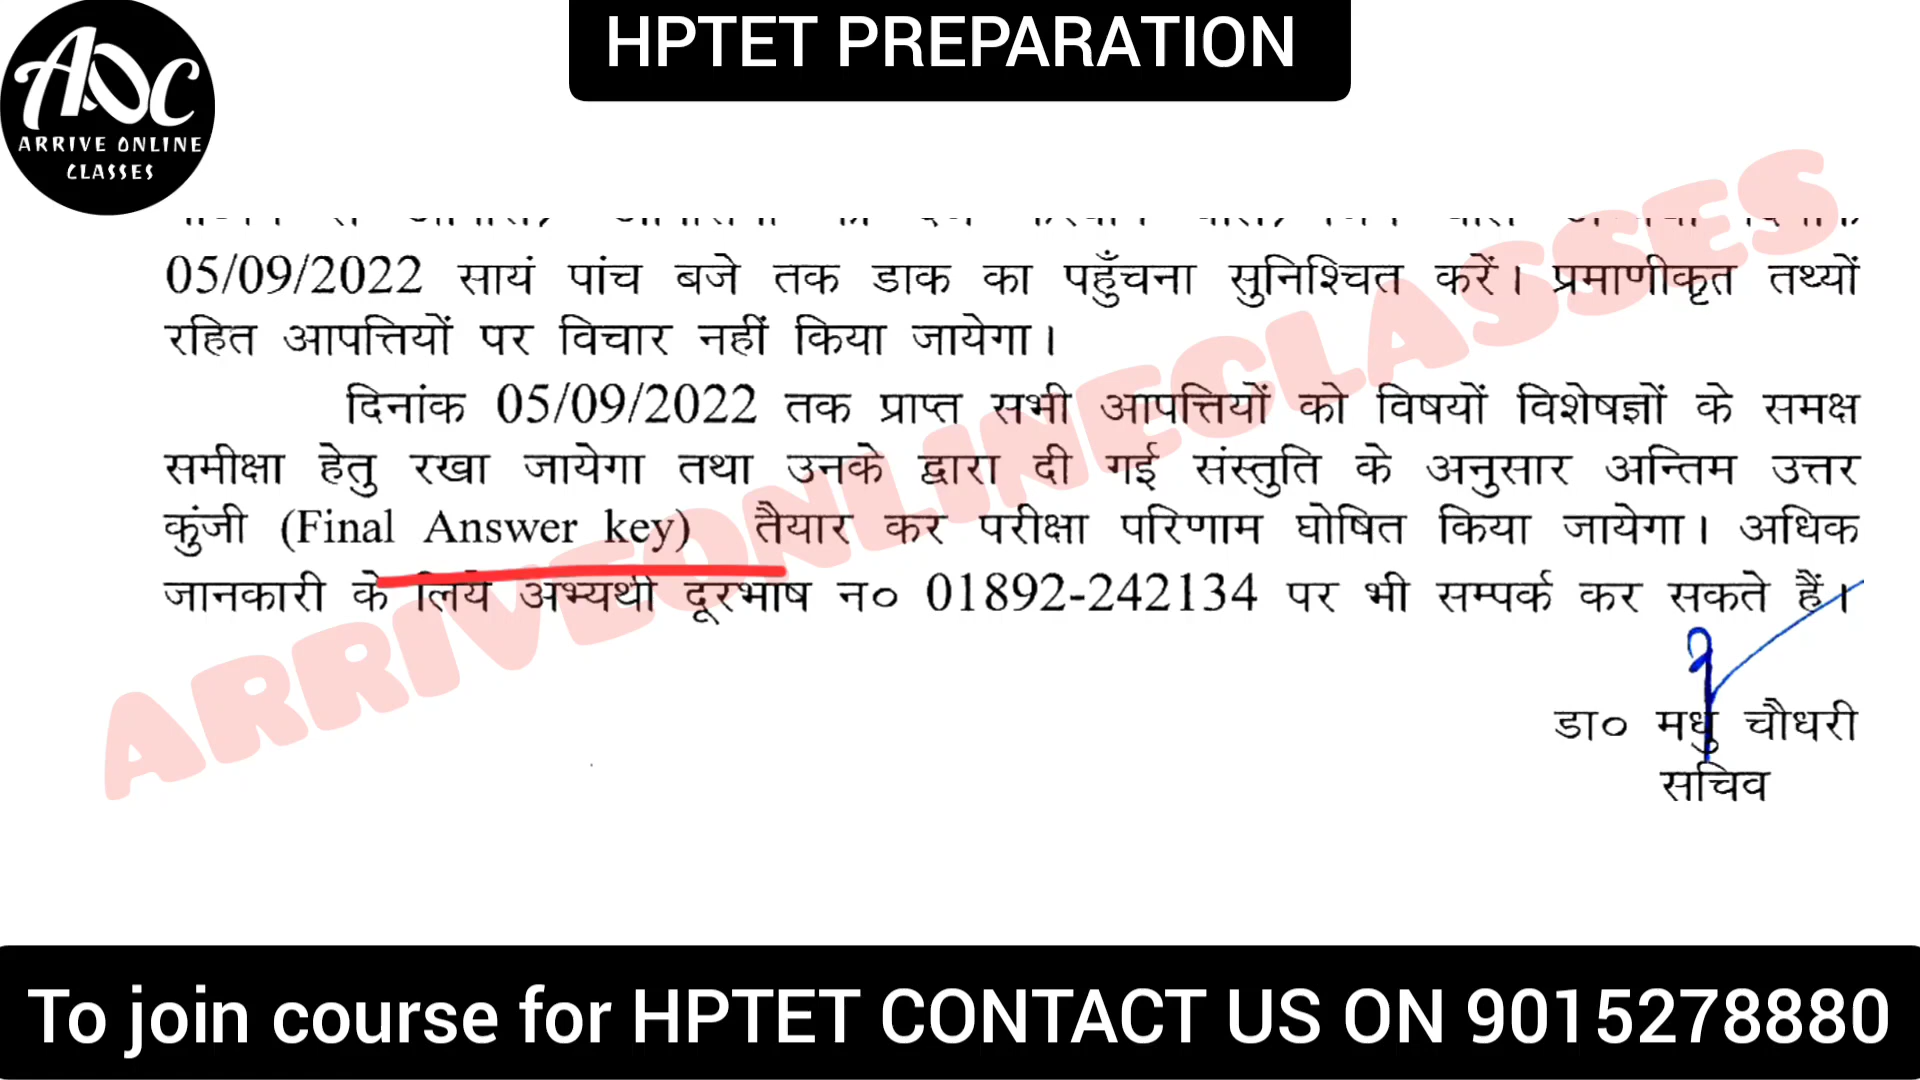 HPTET PREPARATION
AOC
ARRIVE ONLINE
CLASSES
05/09/2022 सायं पांच बजे तक डाक का पहुँचना सुनिश्चित करें। प्रमाणीकृत तथ्यों
रहित आपत्तियों पर विचार नहीं किया जायेगा।
दिनांक 05/09/2022 तक प्राप्त सभी आपत्तियों को विषयों विशेषज्ञों के समक्ष
समीक्षा हेतु रखा जायेगा तथा उनके द्वारा दी गई संस्तुति के अनुसार अन्तिम उत्तर
कुंजी (Final Answer key) तैयार कर परीक्षा परिणाम घोषित किया जायेगा। अधिक
जानकारी के लिये अभ्यर्थी दूरभाष न० 01892-242134 पर भी सम्पर्क कर सकते हैं।
ARRIVEONLINECLASSES
डा० मधु चौधरी
सचिव
To join course for HPTET CONTACT US ON 9015278880